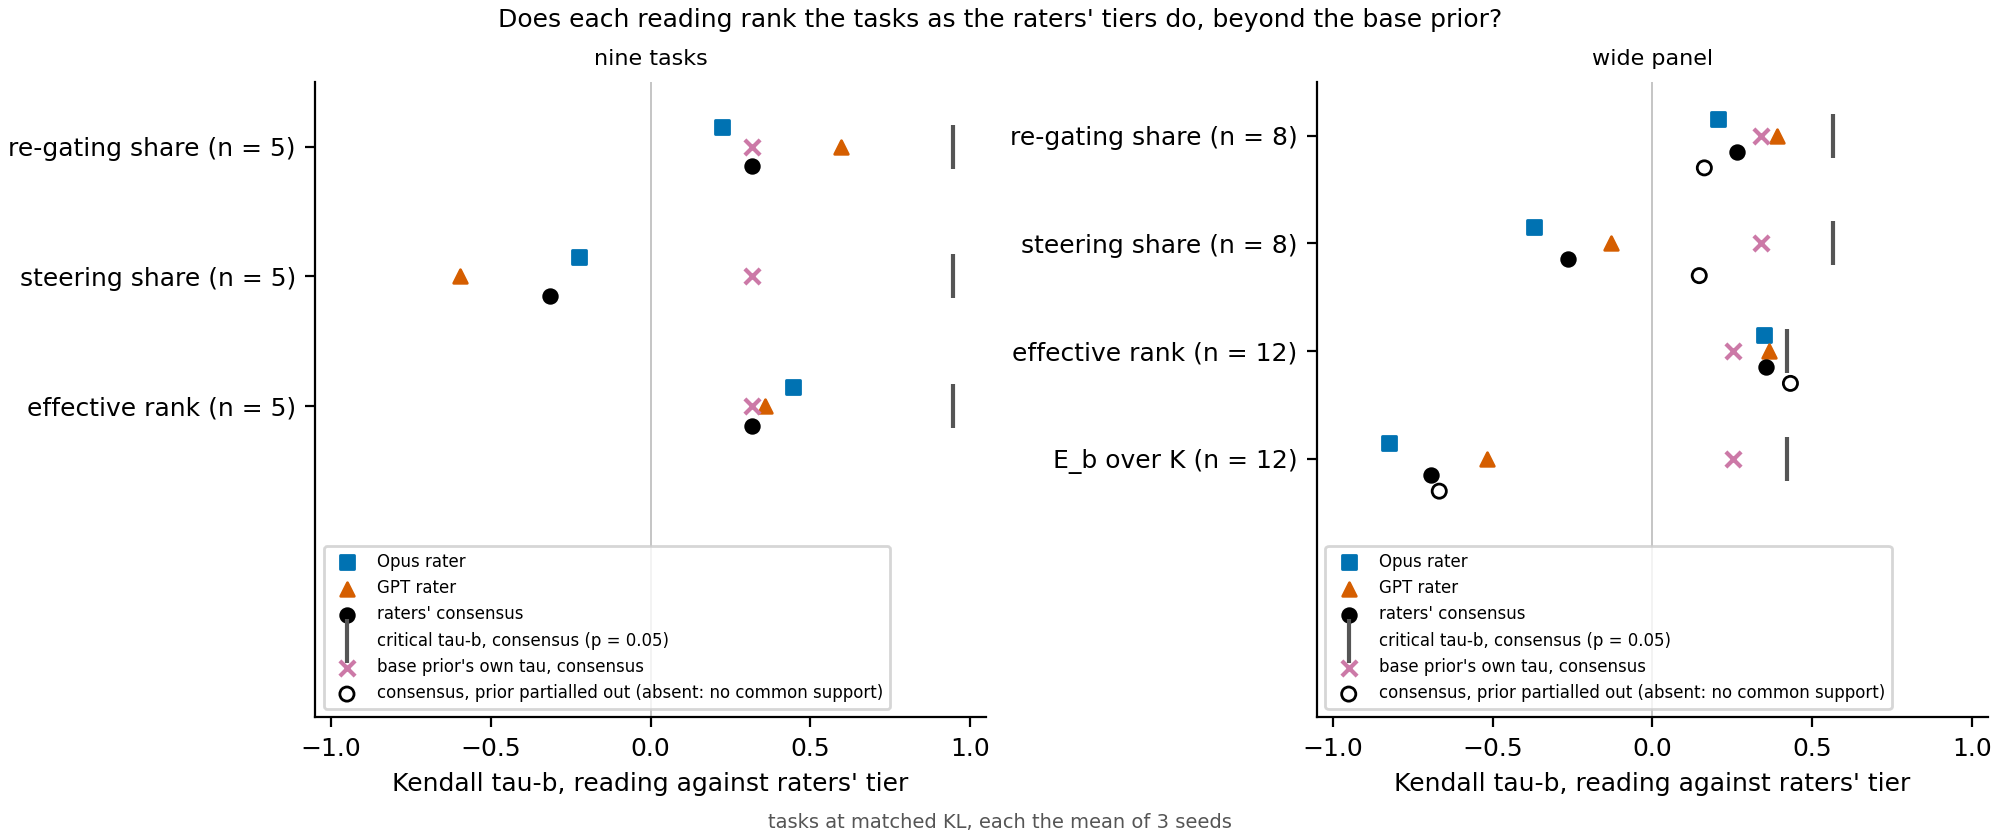 Does each reading rank the tasks as the raters' tiers do, beyond the base prior?
nine tasks
re-gating share (n = 5)
steering share (n = 5)
effective rank (n = 5)
Opus rater
GPT rater
raters' consensus
critical tau-b, consensus (p = 0.05)
base prior's own tau, consensus
consensus, prior partialled out (absent: no common support)
−1.0 −0.5 0.0 0.5 1.0
Kendall tau-b, reading against raters' tier
wide panel
re-gating share (n = 8)
steering share (n = 8)
effective rank (n = 12)
E_b over K (n = 12)
Opus rater
GPT rater
raters' consensus
critical tau-b, consensus (p = 0.05)
base prior's own tau, consensus
consensus, prior partialled out (absent: no common support)
−1.0 −0.5 0.0 0.5 1.0
Kendall tau-b, reading against raters' tier
tasks at matched KL, each the mean of 3 seeds